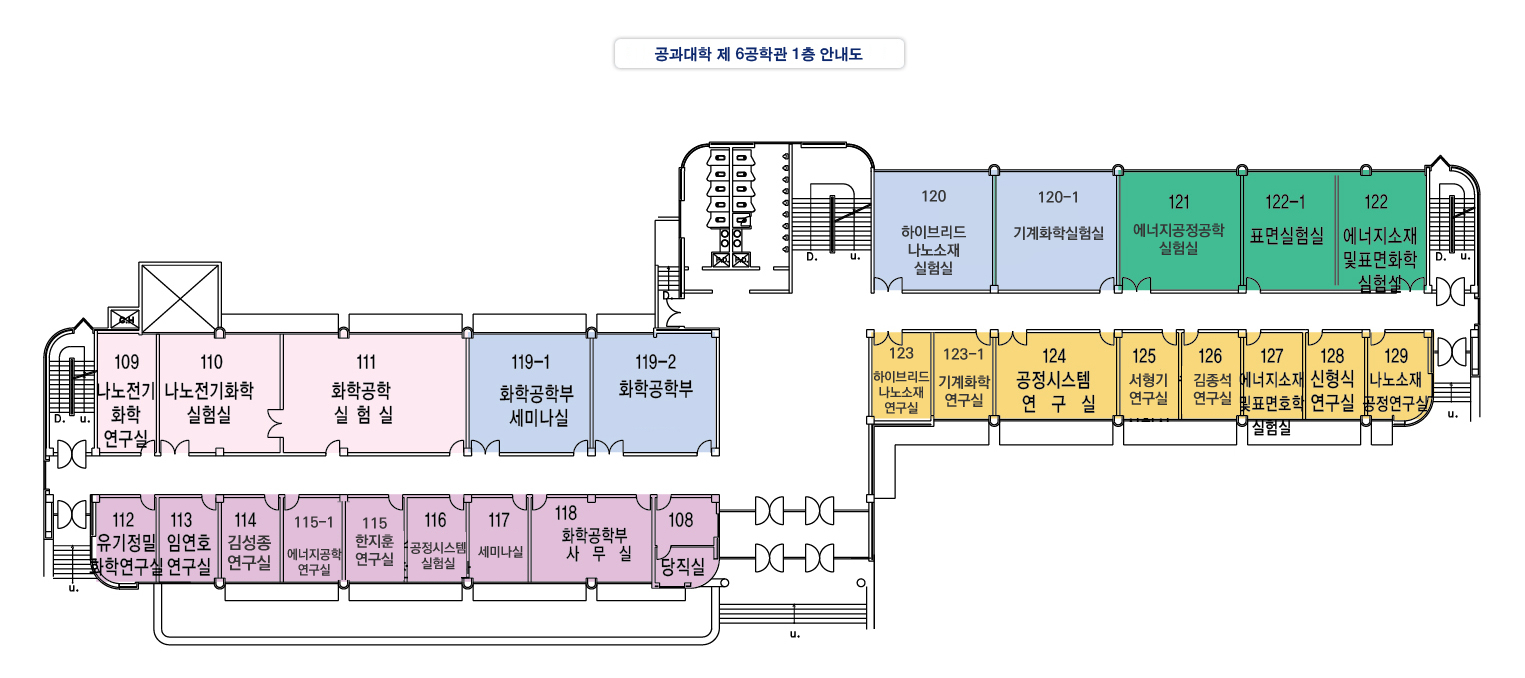 공과대학 제 6공학관 1층 안내도
120
하이브리드
나노소재
실험실
120-1
기계화학실험실
121
에너지공정공학
실험실
122-1
표면실험실
122
에너지소재
및표면화학
실험실
D.
u.
D.
u.
109
나노전기
화학
연구실
110
나노전기화학
실험실
111
화학공학
실 험 실
119-1
화학공학부
세미나실
119-2
화학공학부
123
하이브리드
나노소재
연구실
123-1
기계화학
연구실
124
공정시스템
연 구 실
125
서형기
연구실
126
김종석
연구실
127
에너지소재
및표면호학
실험실
128
신형식
연구실
129
나노소재
공정연구실
D.
u.
u.
112
유기정밀
화학연구실
113
임연호
연구실
114
김성종
연구실
115-1
에너지공학
연구실
115
한지훈
연구실
116
공정시스템
실험실
117
세미나실
118
화학공학부
사 무 실
108
당직실
u.
u.